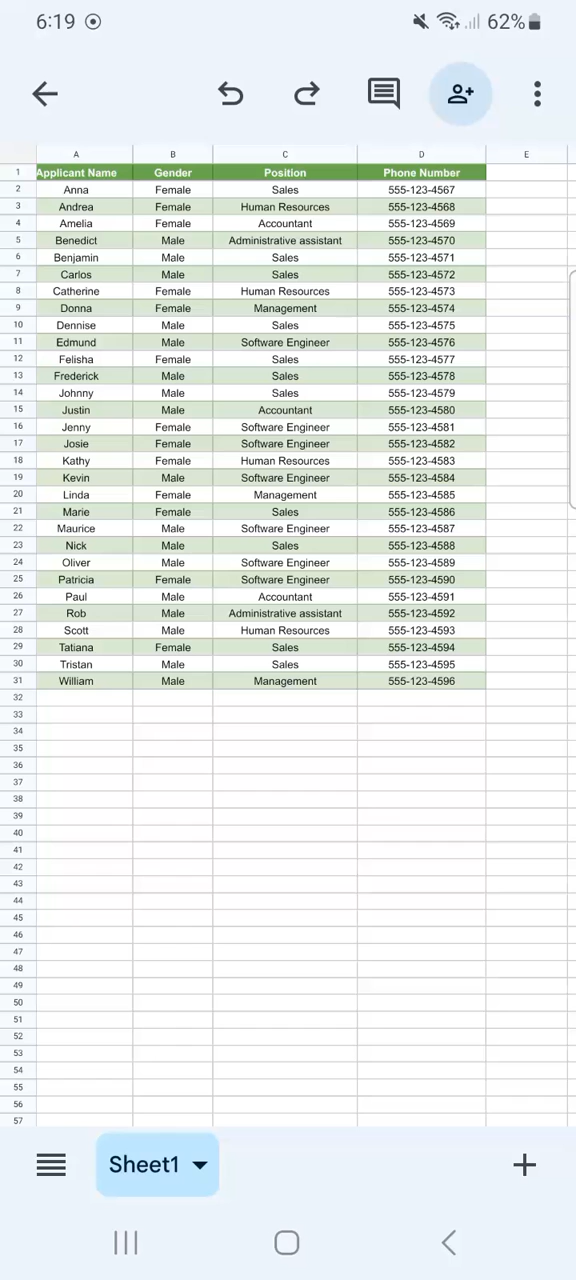 6:19 62%
A B C D E
1 Applicant Name Gender Position Phone Number
2 Anna Female Sales 555-123-4567
3 Andrea Female Human Resources 555-123-4568
4 Amelia Female Accountant 555-123-4569
5 Benedict Male Administrative assistant 555-123-4570
6 Benjamin Male Sales 555-123-4571
7 Carlos Male Sales 555-123-4572
8 Catherine Female Human Resources 555-123-4573
9 Donna Female Management 555-123-4574
10 Dennise Male Sales 555-123-4575
11 Edmund Male Software Engineer 555-123-4576
12 Felisha Female Sales 555-123-4577
13 Frederick Male Sales 555-123-4578
14 Johnny Male Sales 555-123-4579
15 Justin Male Accountant 555-123-4580
16 Jenny Female Software Engineer 555-123-4581
17 Josie Female Software Engineer 555-123-4582
18 Kathy Female Human Resources 555-123-4583
19 Kevin Male Software Engineer 555-123-4584
20 Linda Female Management 555-123-4585
21 Marie Female Sales 555-123-4586
22 Maurice Male Software Engineer 555-123-4587
23 Nick Male Sales 555-123-4588
24 Oliver Male Software Engineer 555-123-4589
25 Patricia Female Software Engineer 555-123-4590
26 Paul Male Accountant 555-123-4591
27 Rob Male Administrative assistant 555-123-4592
28 Scott Male Human Resources 555-123-4593
29 Tatiana Female Sales 555-123-4594
30 Tristan Male Sales 555-123-4595
31 William Male Management 555-123-4596
32
33
34
35
36
37
38
39
40
41
42
43
44
45
46
47
48
49
50
51
52
53
54
55
56
57
Sheet1